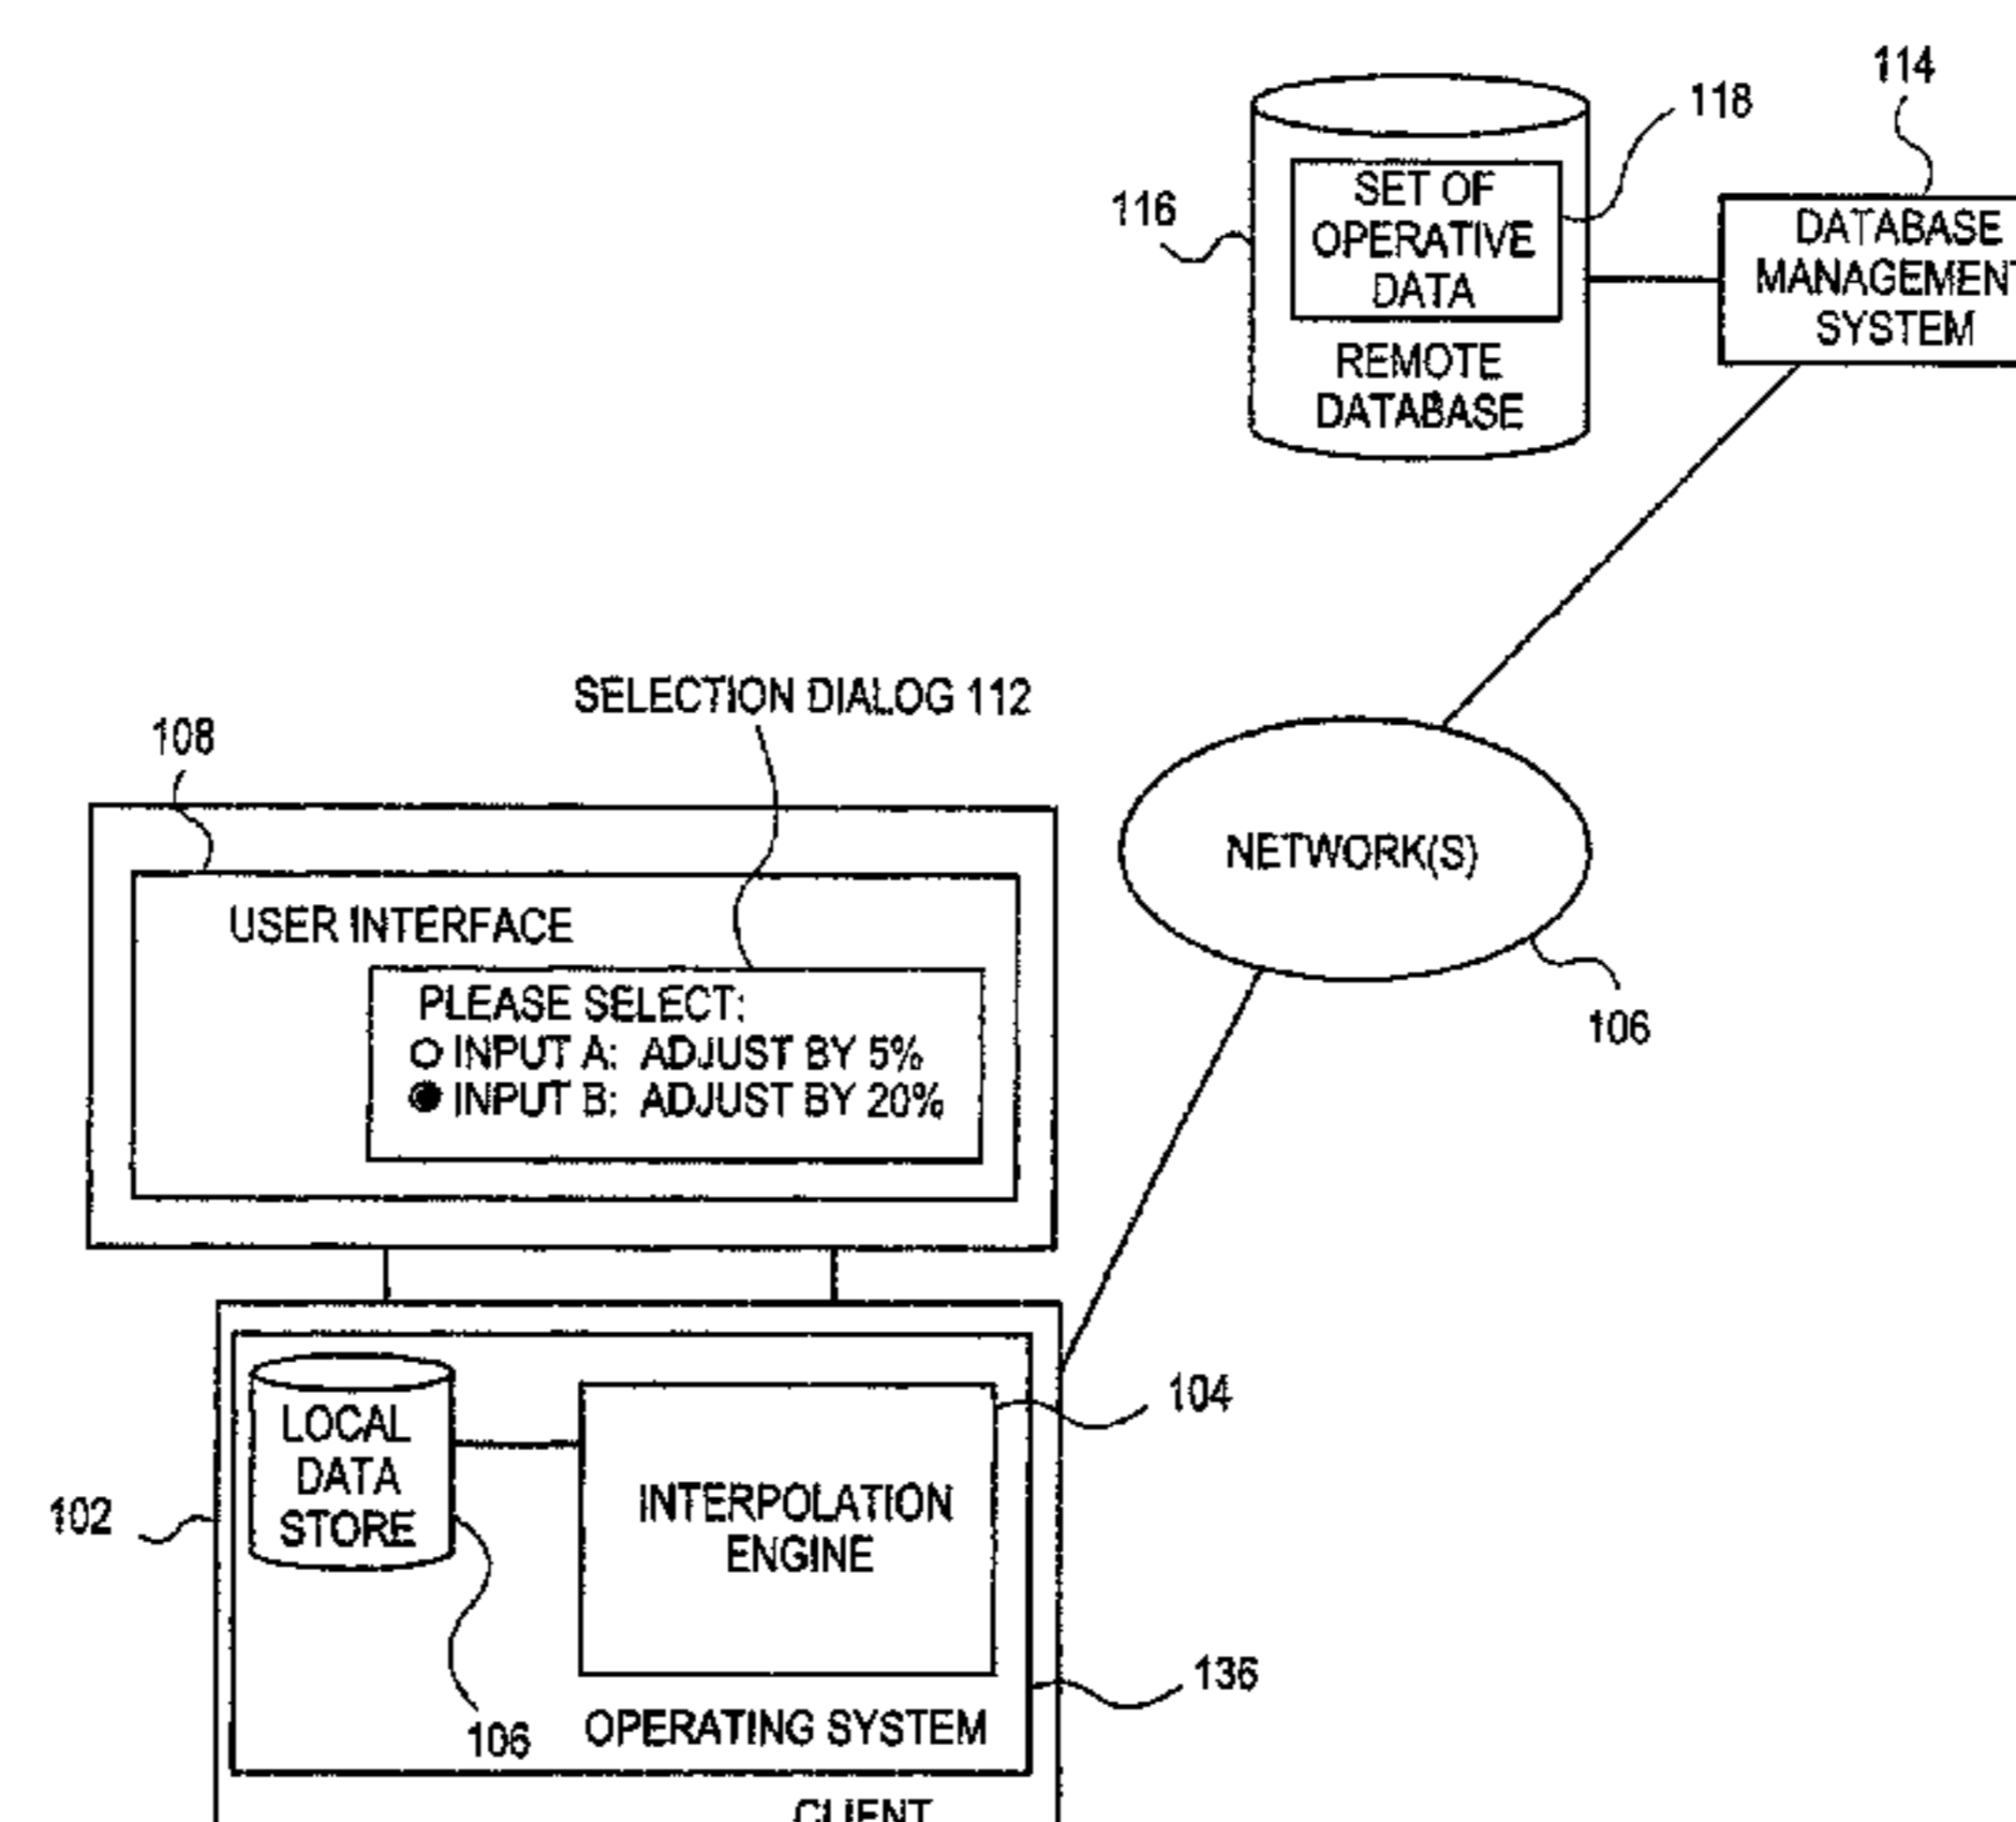 114
118
116
SET OF
OPERATIVE
DATA
REMOTE
DATABASE
DATABASE
MANAGEMENT
SYSTEM
SELECTION DIALOG 112
108
USER INTERFACE
PLEASE SELECT:
INPUT A: ADJUST BY 5%
INPUT B: ADJUST BY 20%
NETWORK(S)
106
104
LOCAL
DATA
STORE
102
INTERPOLATION
ENGINE
136
106
OPERATING SYSTEM
CLIENT